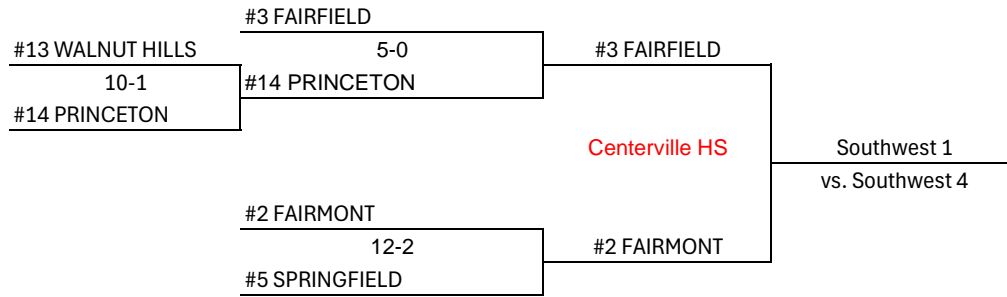 #3 FAIRFIELD
#13 WALNUT HILLS
5-0
#3 FAIRFIELD
10-1
#14 PRINCETON
#14 PRINCETON
Centerville HS
Southwest 1
vs. Southwest 4
#2 FAIRMONT
12-2
#2 FAIRMONT
#5 SPRINGFIELD